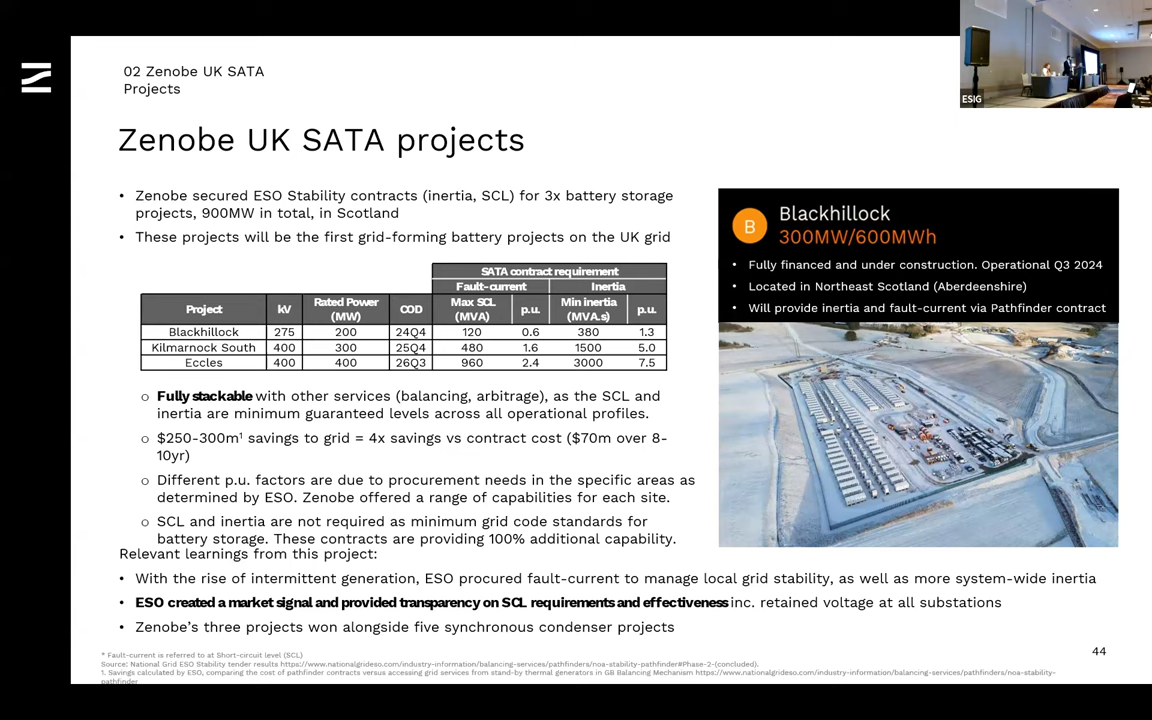 ESIG
02 Zenobe UK SATA
Projects
Zenobe UK SATA projects
• Zenobe secured ESO Stability contracts (inertia, SCL) for 3x battery storage
projects, 900MW in total, in Scotland
• These projects will be the first grid-forming battery projects on the UK grid
SATA contract requirement
Fault-current Inertia
Project kV Rated Power (MW) COD Max SCL (MVA) p.u. Min inertia (MVA.s) p.u.
Blackhillock 275 200 24Q4 120 0.6 380 1.3
Kilmarnock South 400 300 25Q4 480 1.6 1500 5.0
Eccles 400 400 26Q3 960 2.4 3000 7.5
o Fully stackable with other services (balancing, arbitrage), as the SCL and
inertia are minimum guaranteed levels across all operational profiles.
o $250-300m¹ savings to grid = 4x savings vs contract cost ($70m over 8-
10yr)
o Different p.u. factors are due to procurement needs in the specific areas as
determined by ESO. Zenobe offered a range of capabilities for each site.
o SCL and inertia are not required as minimum grid code standards for
battery storage. These contracts are providing 100% additional capability.
B
Blackhillock
300MW/600MWh
• Fully financed and under construction. Operational Q3 2024
• Located in Northeast Scotland (Aberdeenshire)
• Will provide inertia and fault-current via Pathfinder contract
Relevant learnings from this project:
• With the rise of intermittent generation, ESO procured fault-current to manage local grid stability, as well as more system-wide inertia
• ESO created a market signal and provided transparency on SCL requirements and effectiveness inc. retained voltage at all substations
• Zenobe's three projects won alongside five synchronous condenser projects
* Fault-current is referred to at Short-circuit level (SCL)
Source: National Grid ESO Stability tender results https://www.nationalgrideso.com/industry-information/balancing-services/pathfinders/noa-stability-pathfinder#Phase-2-(concluded).
1. Savings calculated by ESO, comparing the cost of pathfinder contracts versus accessing grid services from stand-by thermal generators in GB Balancing Mechanism https://www.nationalgrideso.com/industry-information/balancing-services/pathfinders/noa-stability-
pathfinder
44